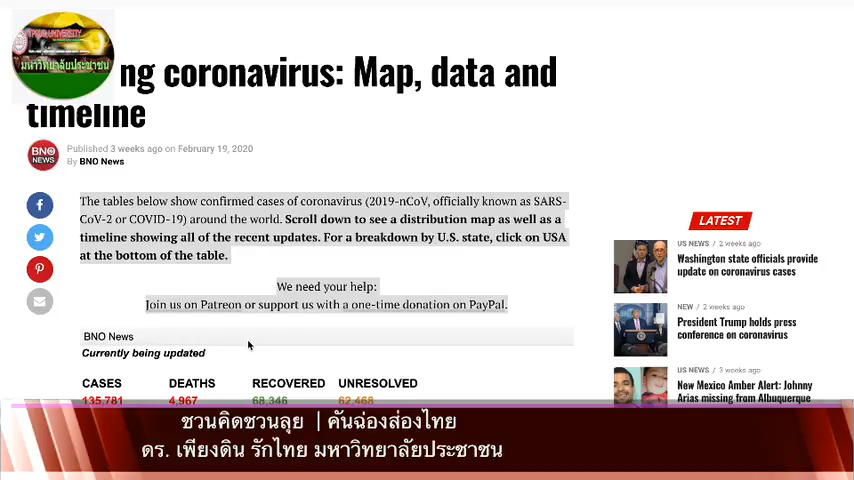 มหาวิทยาลัยประชาชน
ng coronavirus: Map, data and
timeline
BNO
NEWS
Published 3 weeks ago on February 19, 2020
By BNO News
The tables below show confirmed cases of coronavirus (2019-nCoV, officially known as SARS-
CoV-2 or COVID-19) around the world. Scroll down to see a distribution map as well as a
timeline showing all of the recent updates. For a breakdown by U.S. state, click on USA
at the bottom of the table.
We need your help:
Join us on Patreon or support us with a one-time donation on PayPal.
BNO News
Currently being updated
CASES DEATHS RECOVERED UNRESOLVED
135,781 4,967 68,346 62,468
LATEST
US NEWS / 2 weeks ago
Washington state officials provide
update on coronavirus cases
NEW / 2 weeks ago
President Trump holds press
conference on coronavirus
US NEWS / 3 weeks ago
New Mexico Amber Alert: Johnny
Arias missing from Albuquerque
ชวนคิดชวนลุย | คันฉ่องส่องไทย
ดร. เพียงดิน รักไทย มหาวิทยาลัยประชาชน